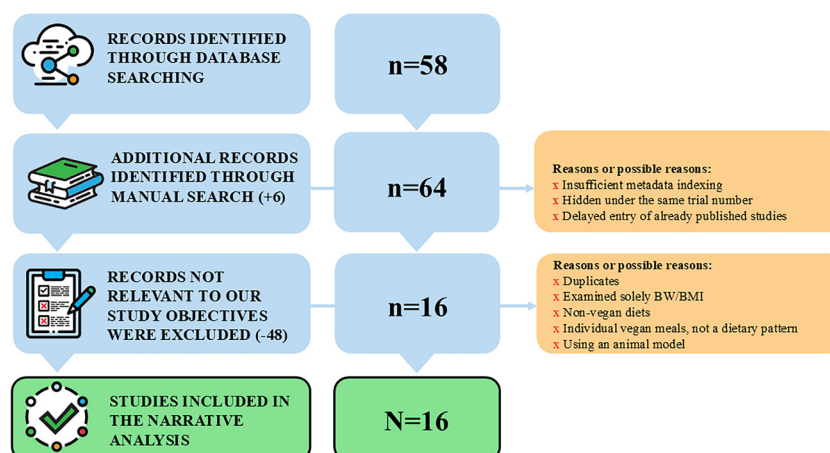 RECORDS IDENTIFIED
THROUGH DATABASE
SEARCHING
n=58
ADDITIONAL RECORDS
IDENTIFIED THROUGH
MANUAL SEARCH (+6)
n=64
Reasons or possible reasons:
x Insufficient metadata indexing
x Hidden under the same trial number
x Delayed entry of already published studies
RECORDS NOT
RELEVANT TO OUR
STUDY OBJECTIVES
WERE EXCLUDED (-48)
n=16
Reasons or possible reasons:
x Duplicates
x Examined solely BW/BMI
x Non-vegan diets
x Individual vegan meals, not a dietary pattern
x Using an animal model
STUDIES INCLUDED IN
THE NARRATIVE
ANALYSIS
N=16